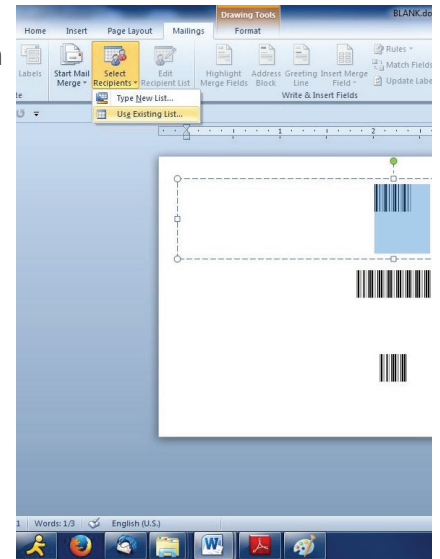 Drawing Tools
BLANK.do
Home Insert Page Layout Mailings Format
Labels
Start Mail Merge
Select Recipients
Edit Recipient List
Highlight Merge Fields
Address Block
Greeting Line
Insert Merge Field
Rules
Match Fields
Update Labe
Write & Insert Fields
Type New List...
Use Existing List...
1 2
Words: 1/3 English (U.S.)
W